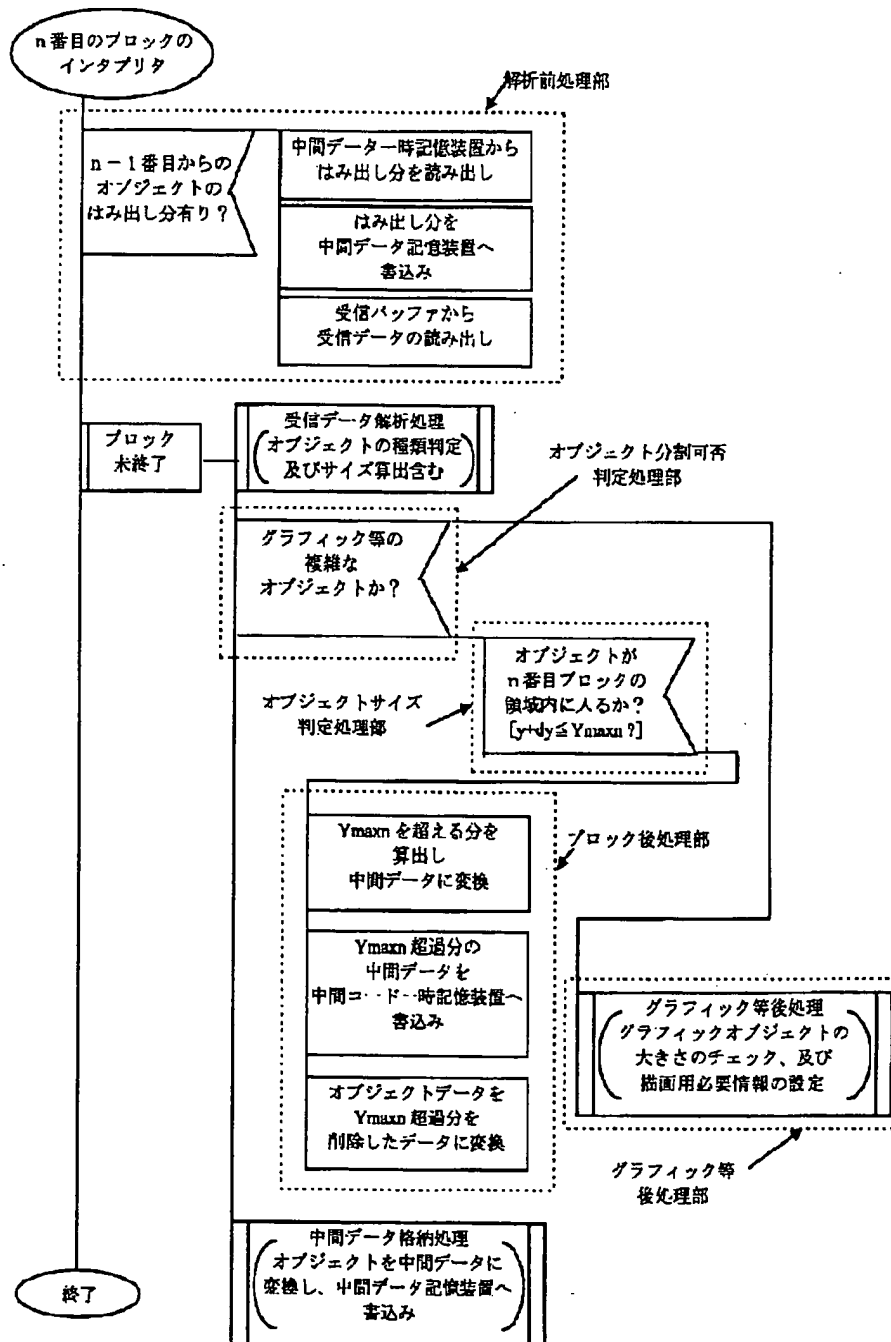 n番目のブロックの
インタプリタ
解析前処理部
n－1番目からの
オブジェクトの
はみ出し分有り？
中間データ一時記憶装置から
はみ出し分を読み出し
はみ出し分を
中間データ記憶装置へ
書込み
受信バッファから
受信データの読み出し
ブロック
未終了
受信データ解析処理
オブジェクトの種類判定
及びサイズ算出含む
オブジェクト分割可否
判定処理部
グラフィック等の
複雑な
オブジェクトか？
オブジェクトが
n番目ブロックの
領域内に入るか？
[y+dy≦Ymaxn？]
オブジェクトサイズ
判定処理部
Ymaxnを超える分を
算出し
中間データに変換
ブロック後処理部
Ymaxn超過分の
中間データを
中間コード一時記憶装置へ
書込み
グラフィック等後処理
グラフィックオブジェクトの
大きさのチェック、及び
描画用必要情報の設定
オブジェクトデータを
Ymaxn超過分を
削除したデータに変換
グラフィック等
後処理部
中間データ格納処理
オブジェクトを中間データに
変換し、中間データ記憶装置へ
書込み
終了